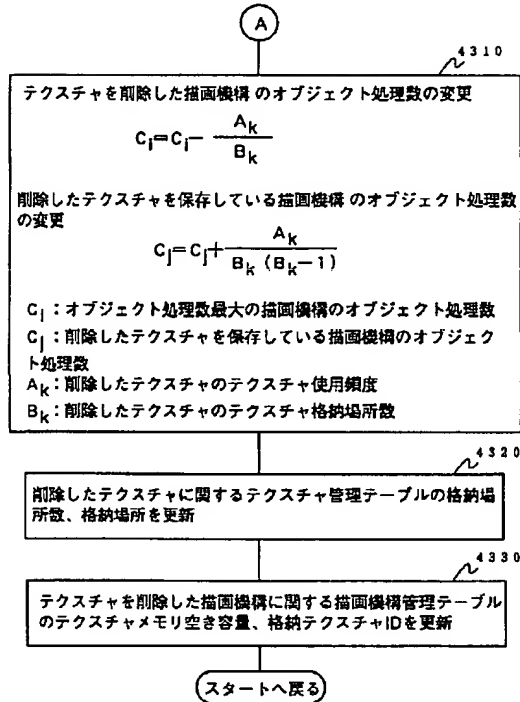 A
4310
テクスチャを削除した描画機構のオブジェクト処理数の変更
Ci=Ci− Ak/Bk
削除したテクスチャを保存している描画機構のオブジェクト処理数
の変更
Cj=Cj+ Ak/Bk(Bk−1)
Ci：オブジェクト処理数最大の描画機構のオブジェクト処理数
Cj：削除したテクスチャを保存している描画機構のオブジェク
ト処理数
Ak：削除したテクスチャのテクスチャ使用頻度
Bk：削除したテクスチャのテクスチャ格納場所数
4320
削除したテクスチャに関するテクスチャ管理テーブルの格納場
所数、格納場所を更新
4330
テクスチャを削除した描画機構に関する描画機構管理テーブル
のテクスチャメモリ空き容量、格納テクスチャIDを更新
スタートへ戻る